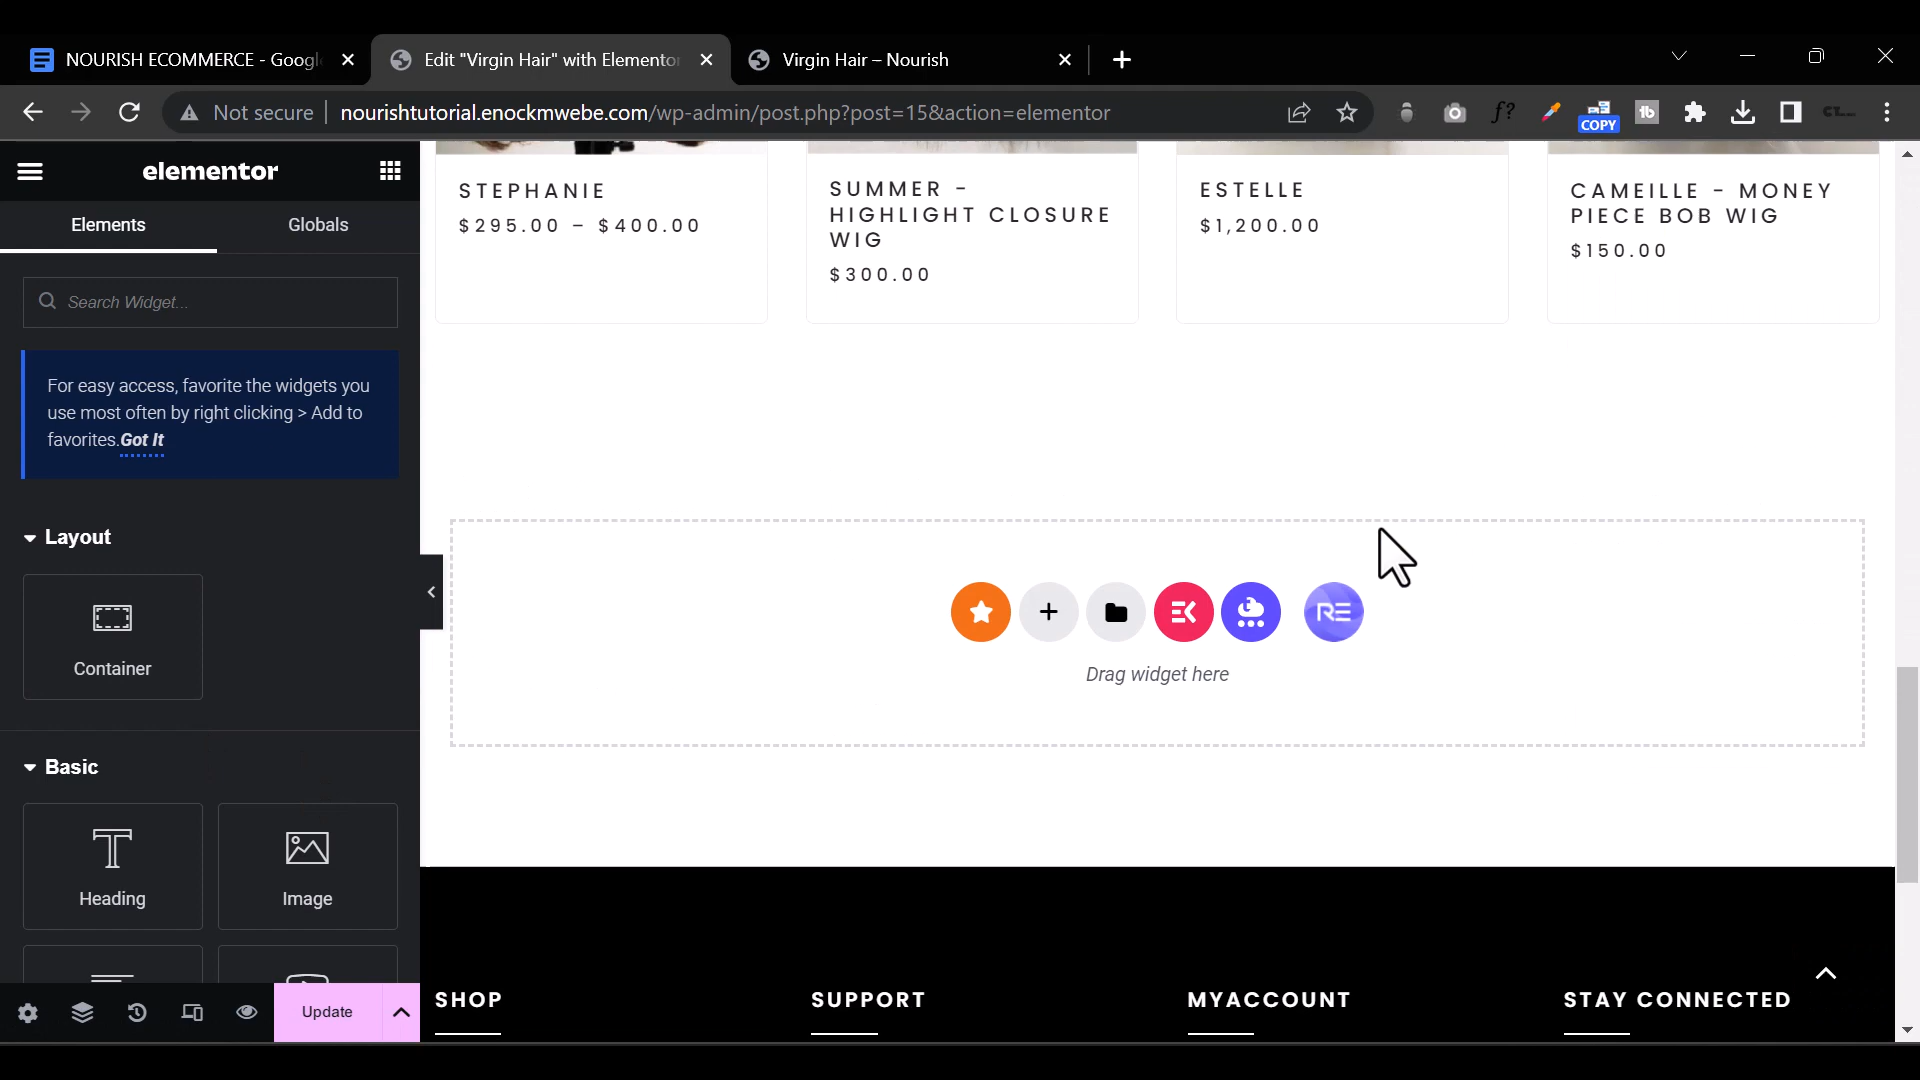 NOURISH ECOMMERCE - Googl
Edit "Virgin Hair" with Elemento
Virgin Hair – Nourish
Not secure
nourishtutorial.enockmwebe.com/wp-admin/post.php?post=15&action=elementor
f?
COPY
tb
elementor
Elements
Globals
Search Widget...
For easy access, favorite the widgets you
use most often by right clicking > Add to
favorites.Got It
Layout
Container
Basic
Heading
Image
Update
STEPHANIE
$295.00 – $400.00
SUMMER -
HIGHLIGHT CLOSURE
WIG
$300.00
ESTELLE
$1,200.00
CAMEILLE - MONEY
PIECE BOB WIG
$150.00
RE
Drag widget here
SHOP
SUPPORT
MYACCOUNT
STAY CONNECTED